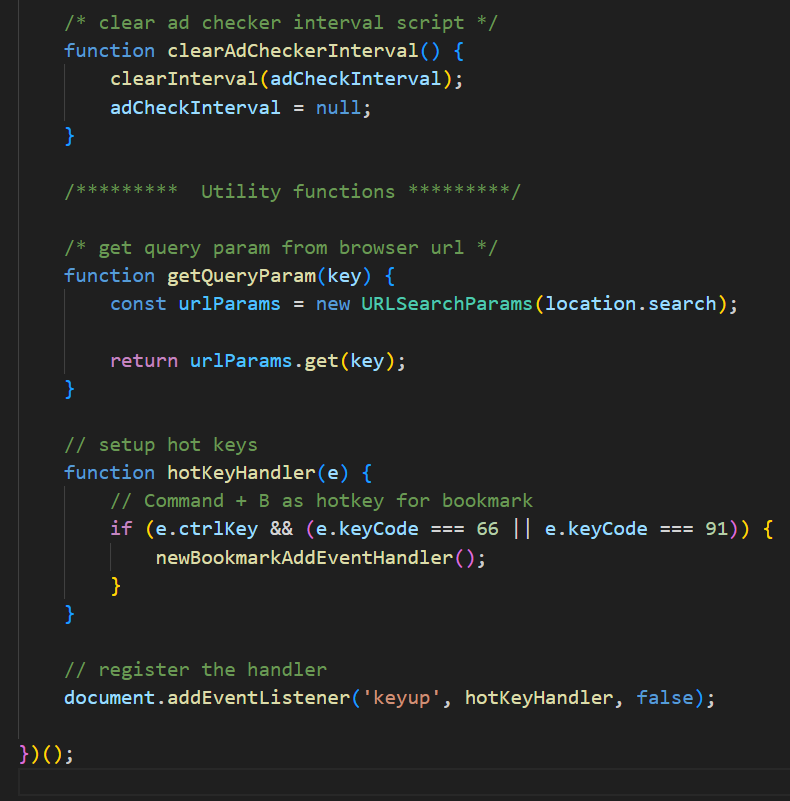 /* clear ad checker interval script */
function clearAdCheckerInterval() {
clearInterval(adCheckInterval);
adCheckInterval = null;
}
/********* Utility functions *********/
/* get query param from browser url */
function getQueryParam(key) {
const urlParams = new URLSearchParams(location.search);
return urlParams.get(key);
}
// setup hot keys
function hotKeyHandler(e) {
// Command + B as hotkey for bookmark
if (e.ctrlKey && (e.keyCode === 66 || e.keyCode === 91)) {
newBookmarkAddEventHandler();
}
}
// register the handler
document.addEventListener('keyup', hotKeyHandler, false);
})();